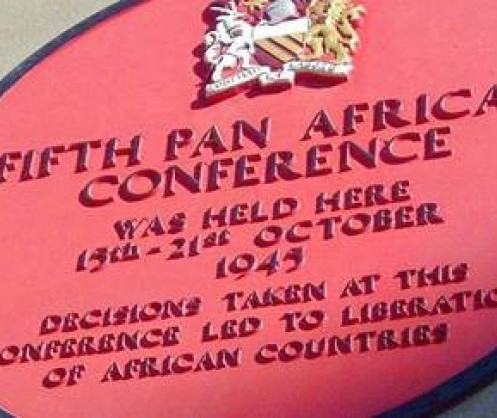 FIFTH PAN AFRICA
CONFERENCE
WAS HELD HERE
15th - 21st OCTOBER
1945
DECISIONS TAKEN AT THIS
ONFERENCE LED TO LIBERATIO
OF AFRICAN COUNTRIES